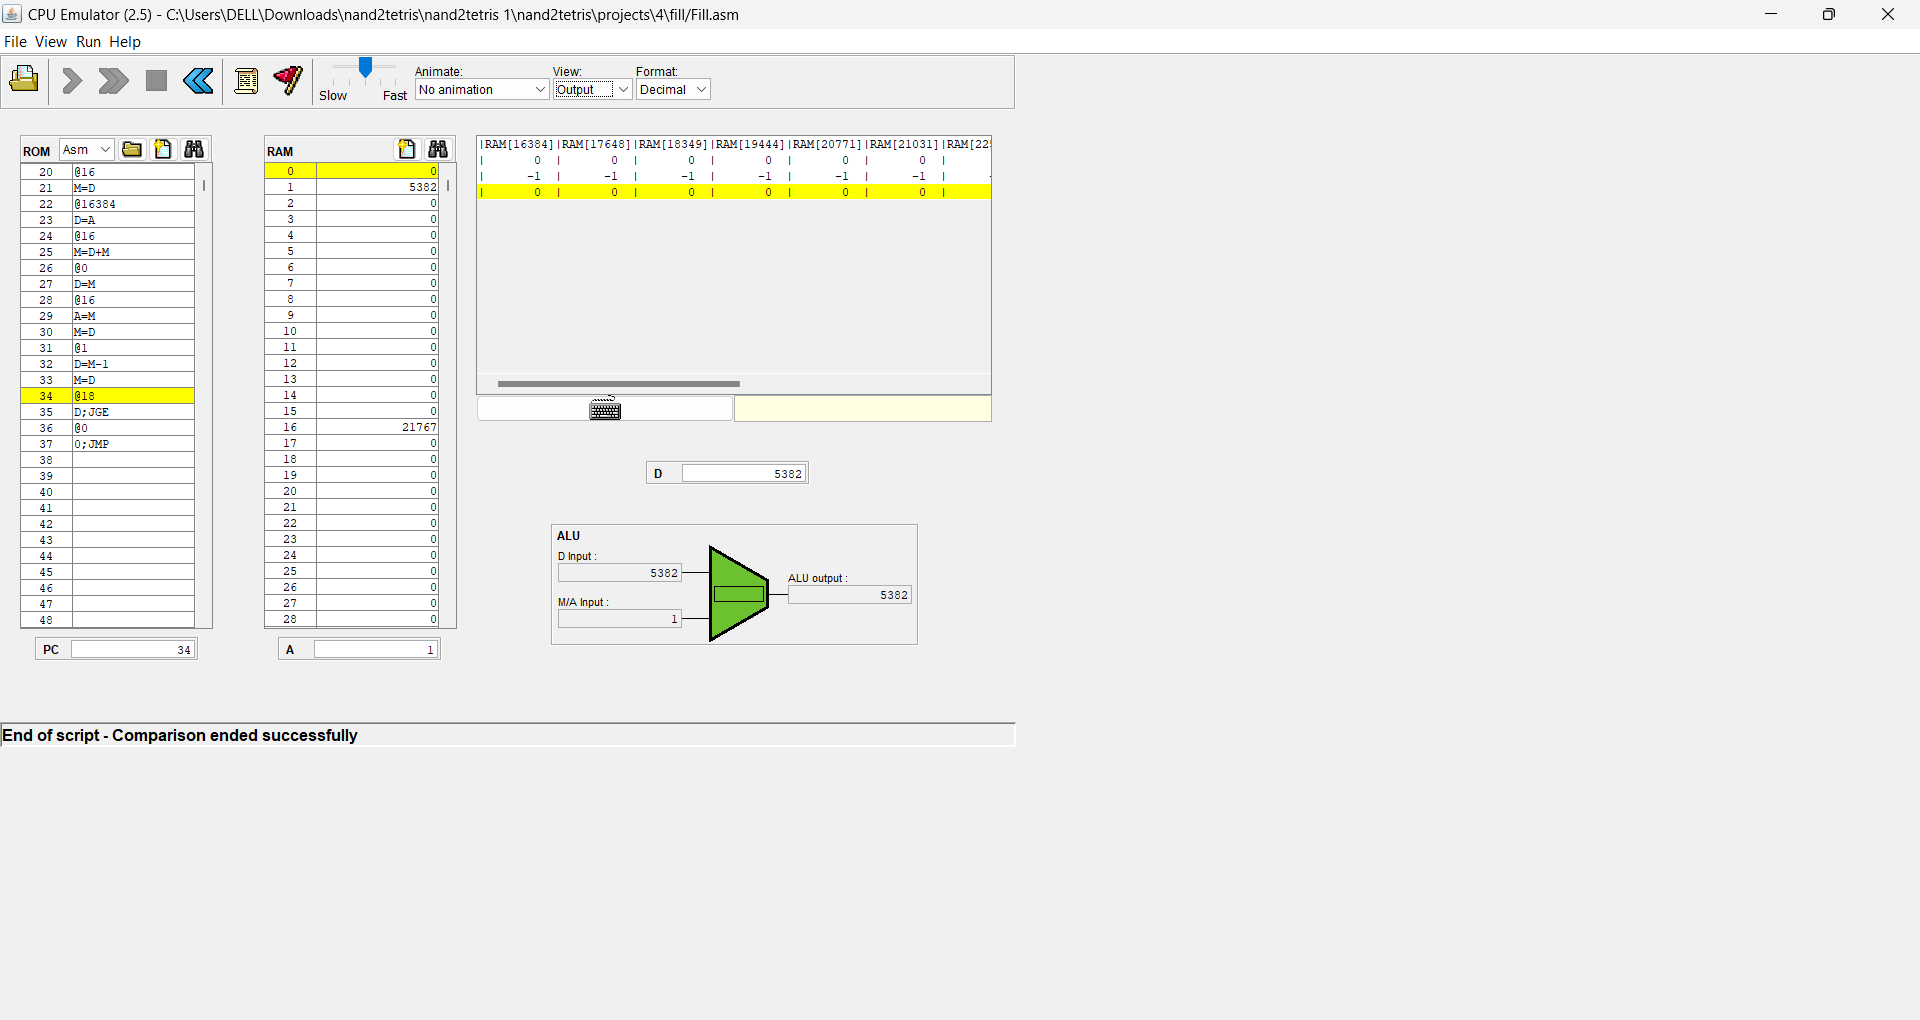 CPU Emulator (2.5) - C:\Users\DELL\Downloads\nand2tetris\nand2tetris 1\nand2tetris\projects\4\fill/Fill.asm
File View Run Help
Slow Fast
Animate:
No animation
View:
Output
Format:
Decimal
ROM Asm
20 @16
21 M=D
22 @16384
23 D=A
24 @16
25 M=D+M
26 @0
27 D=M
28 @16
29 A=M
30 M=D
31 @1
32 D=M-1
33 M=D
34 @18
35 D;JGE
36 @0
37 0;JMP
38
39
40
41
42
43
44
45
46
47
48
PC 34
RAM
0 0
1 5382
2 0
3 0
4 0
5 0
6 0
7 0
8 0
9 0
10 0
11 0
12 0
13 0
14 0
15 0
16 21767
17 0
18 0
19 0
20 0
21 0
22 0
23 0
24 0
25 0
26 0
27 0
28 0
A 1
|RAM[16384]|RAM[17648]|RAM[18349]|RAM[19444]|RAM[20771]|RAM[21031]|RAM[22
| 0 | 0 | 0 | 0 | 0 | 0 |
| -1 | -1 | -1 | -1 | -1 | -1 |
| 0 | 0 | 0 | 0 | 0 | 0 |
D 5382
ALU
D Input :
5382
M/A Input :
1
ALU output :
5382
End of script - Comparison ended successfully